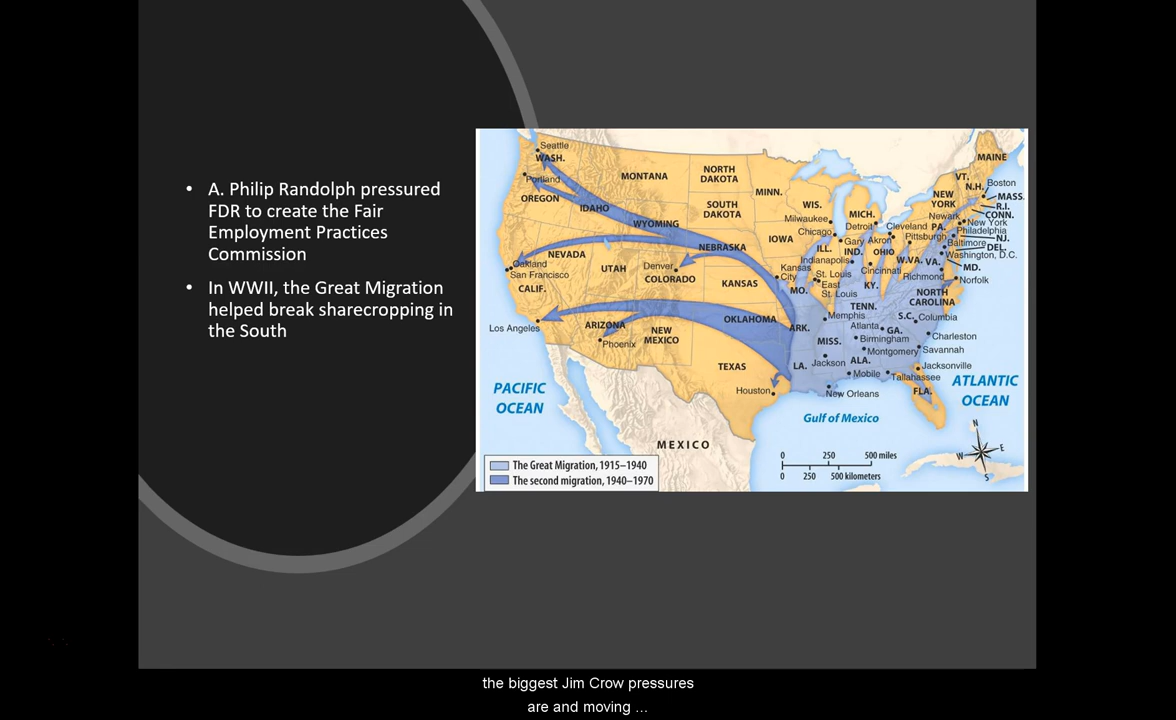 • A. Philip Randolph pressured
FDR to create the Fair
Employment Practices
Commission
• In WWII, the Great Migration
helped break sharecropping in
the South
Seattle
WASH.
Portland
OREGON
IDAHO
MONTANA
NORTH
DAKOTA
SOUTH
DAKOTA
MINN.
WIS.
MICH.
MAINE
VT.
N.H.
Boston
MASS.
R.I.
CONN.
NEW
YORK
Newark
New York
Philadelphia
NJ.
DEL.
Baltimore
Washington, D.C.
MD.
PA.
Pittsburgh
Cleveland
Akron
Detroit
Milwaukee
Chicago
Gary
IOWA
ILL.
IND.
OHIO
W.VA.
VA.
Indianapolis
Cincinnati
Richmond
Norfolk
WYOMING
NEBRASKA
NEVADA
UTAH
Denver
COLORADO
KANSAS
Kansas
City
MO.
St. Louis
East
St. Louis
KY.
NORTH
CAROLINA
TENN.
Oakland
San Francisco
CALIF.
Los Angeles
ARIZONA
Phoenix
NEW
MEXICO
OKLAHOMA
ARK.
Memphis
Atlanta
S.C.
Columbia
GA.
Birmingham
Charleston
MISS.
Montgomery
Savannah
TEXAS
LA.
Jackson
ALA.
Mobile
Jacksonville
Tallahassee
FLA.
Houston
New Orleans
PACIFIC
OCEAN
ATLANTIC
OCEAN
Gulf of Mexico
MEXICO
N
W
E
S
0 250 500 miles
0 250 500 kilometers
The Great Migration, 1915–1940
The second migration, 1940–1970
the biggest Jim Crow pressures
are and moving ...